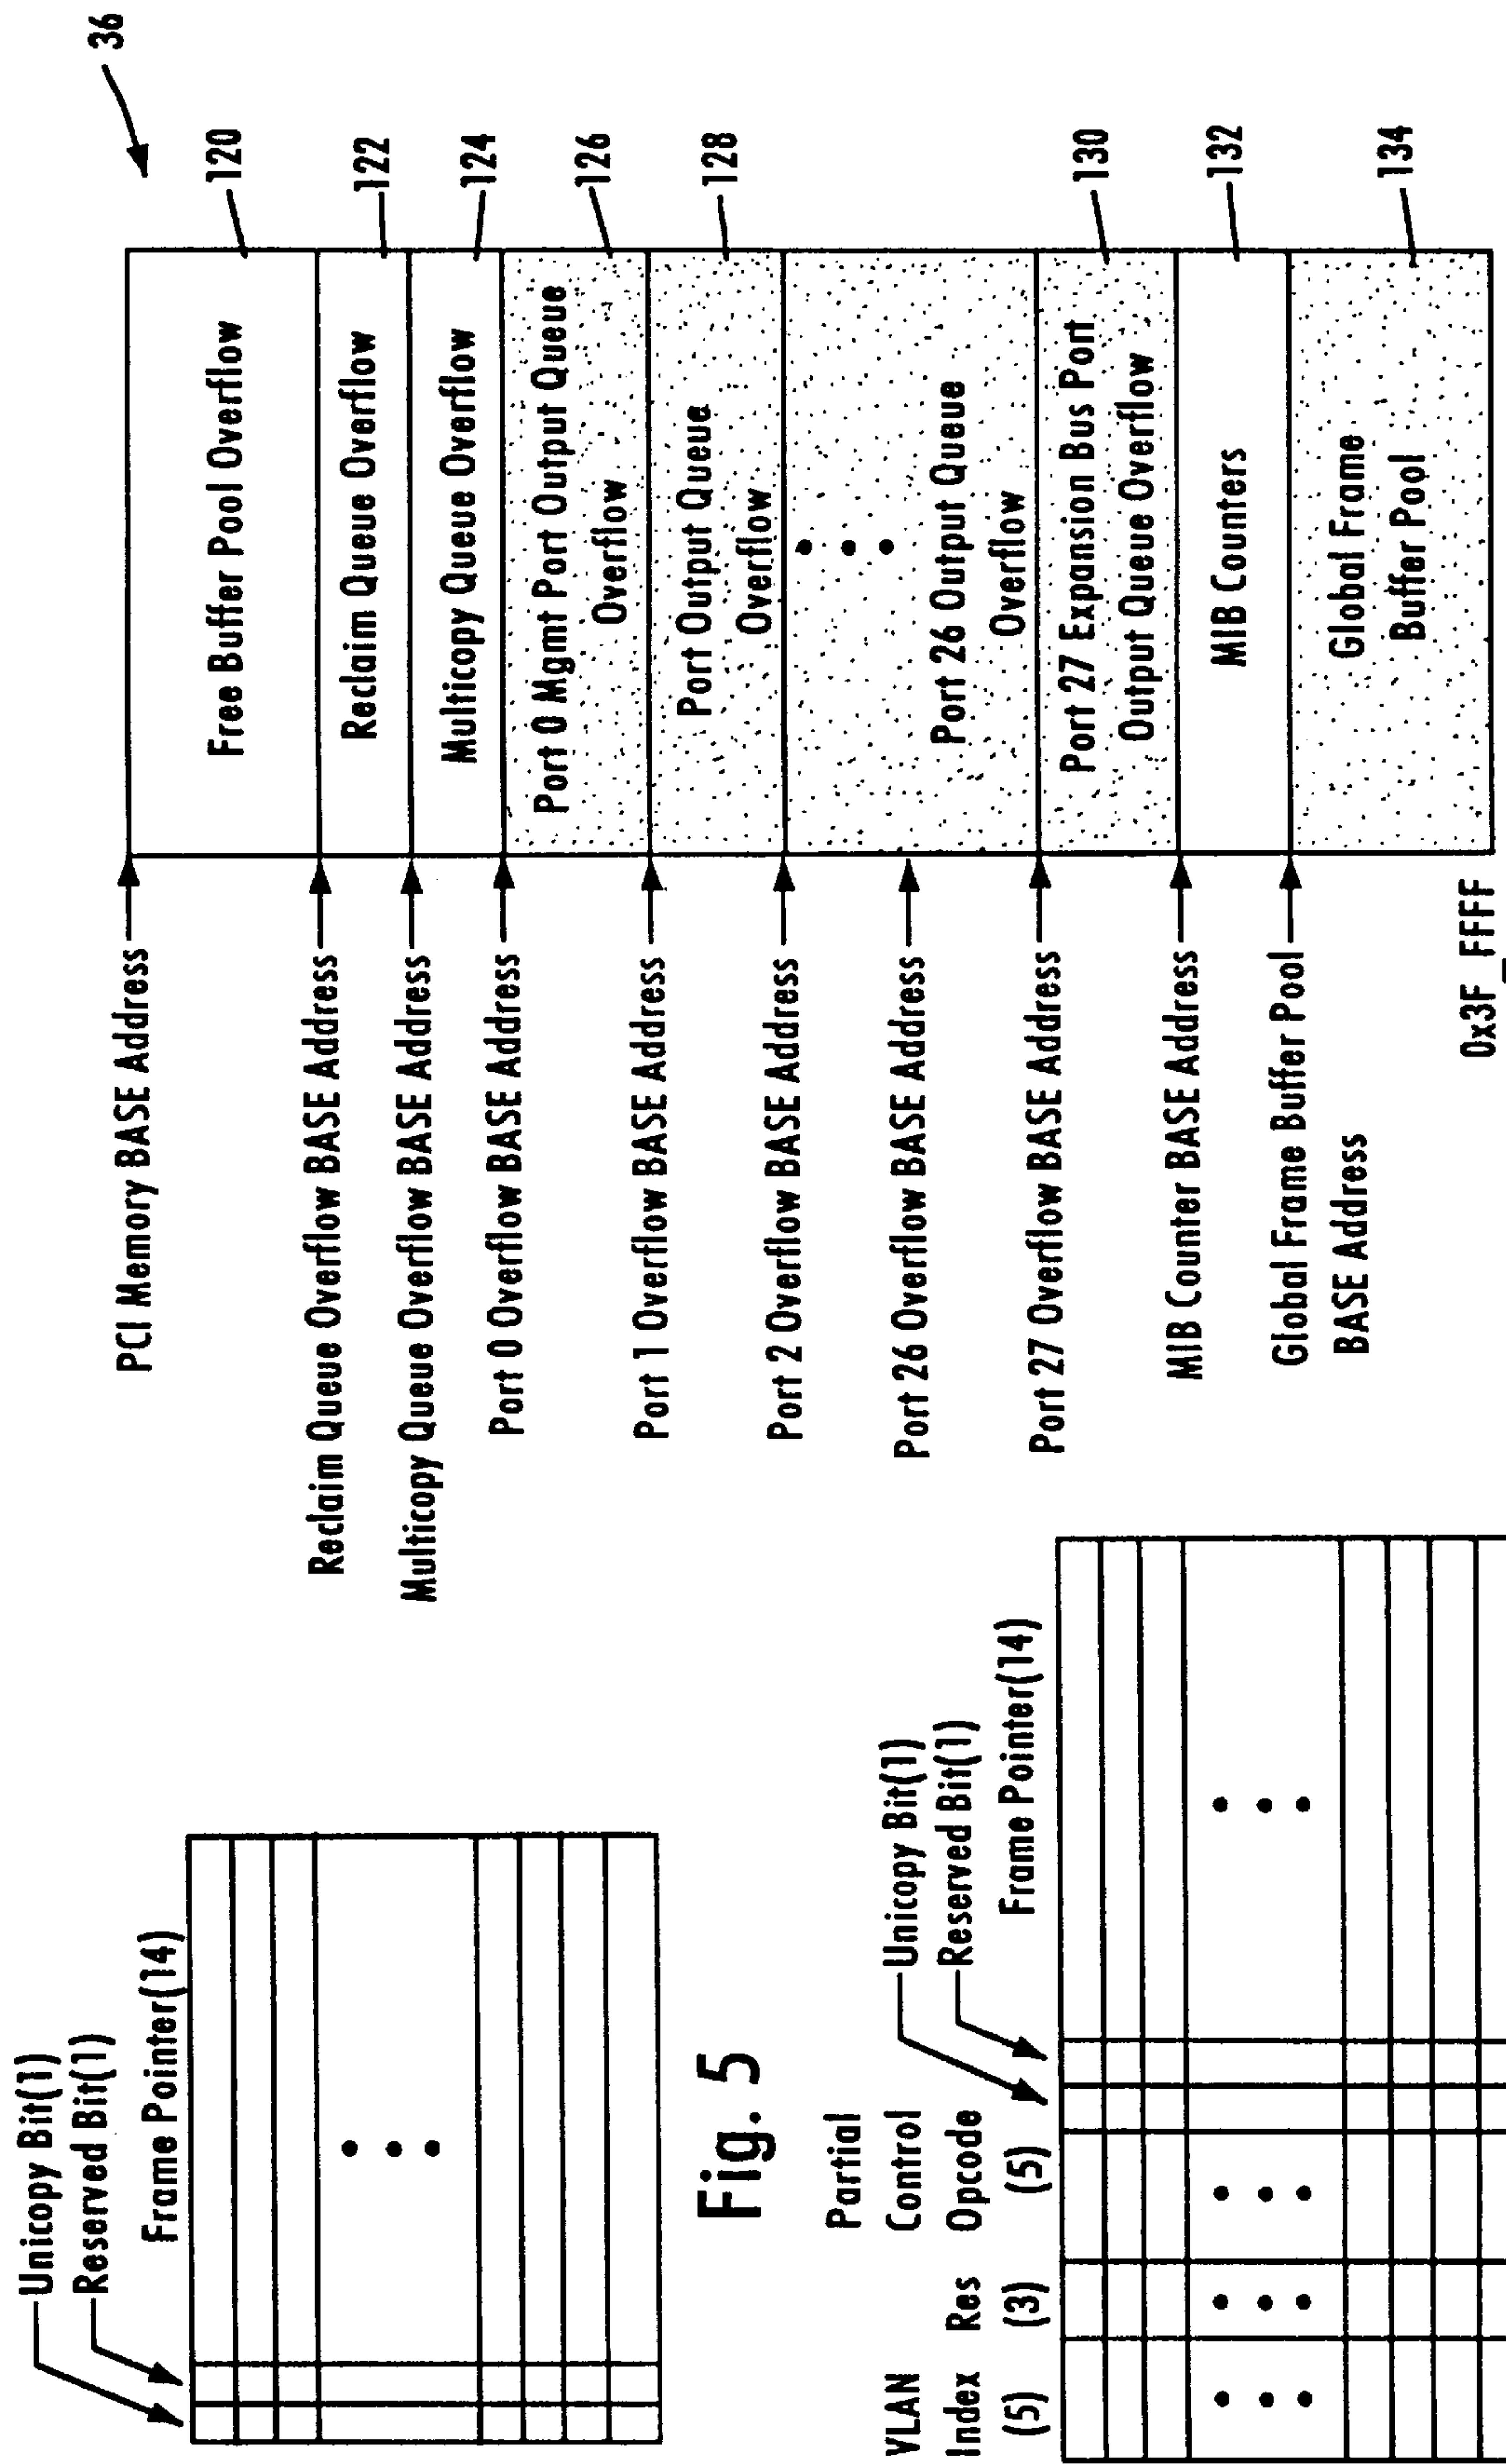 Unicopy Bit(1)
Reserved Bit(1)
Frame Pointer(14)
Fig. 5
VLAN
Index
(5)
Res
(3)
Partial
Control
Opcode
(5)
Unicopy Bit(1)
Reserved Bit(1)
Frame Pointer(14)
36
PCI Memory BASE Address
Reclaim Queue Overflow BASE Address
Multicopy Queue Overflow BASE Address
Port 0 Overflow BASE Address
Port 1 Overflow BASE Address
Port 2 Overflow BASE Address
Port 26 Overflow BASE Address
Port 27 Overflow BASE Address
MIB Counter BASE Address
Global Frame Buffer Pool
BASE Address
0x3F_FFFF
Free Buffer Pool Overflow
120
Reclaim Queue Overflow
122
Multicopy Queue Overflow
124
Port 0 Mgmt Port Output Queue
Overflow
126
Port Output Queue
Overflow
128
Port 26 Output Queue
Overflow
Port 27 Expansion Bus Port
Output Queue Overflow
130
MIB Counters
132
Global Frame
Buffer Pool
134